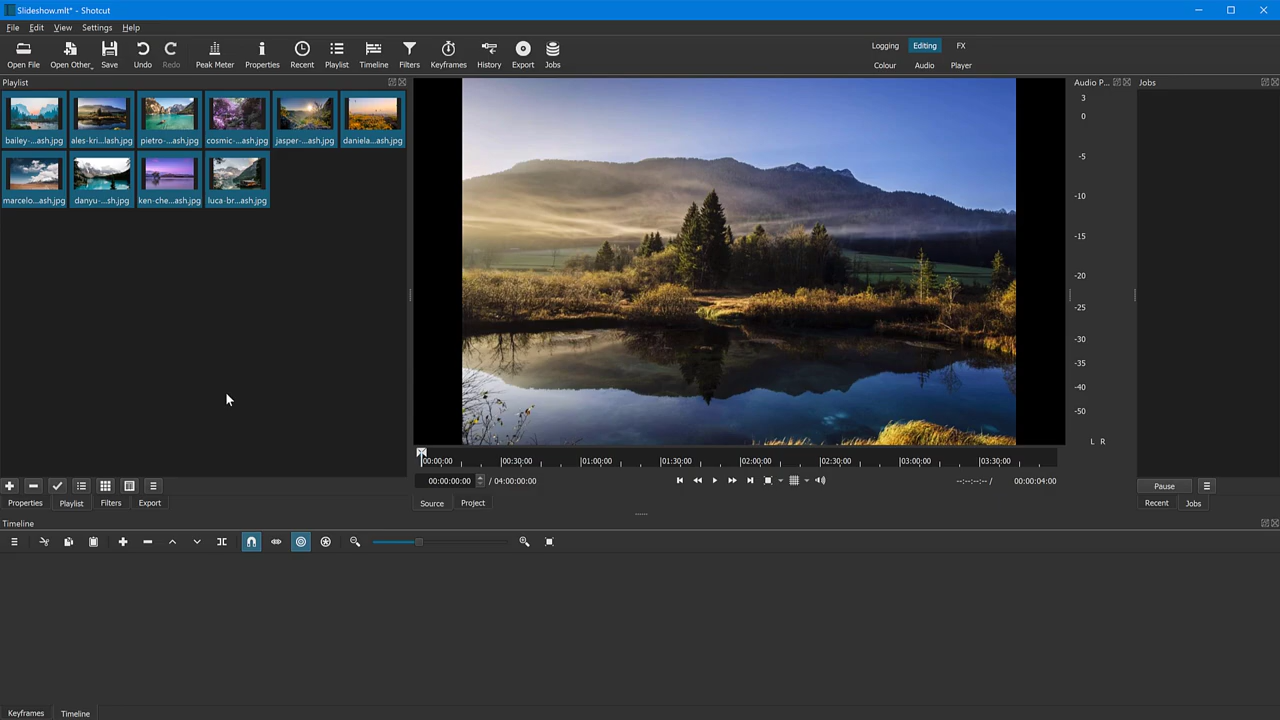 Slideshow.mlt* - Shotcut
File Edit View Settings Help
Open File Open Other... Save Undo Redo Peak Meter Properties Recent Playlist Timeline Filters Keyframes History Export Jobs
Logging Editing FX
Colour Audio Player
Playlist
bailey-...ash.jpg ales-kri...lash.jpg pietro-...ash.jpg cosmic-...ash.jpg jasper-...ash.jpg daniela...ash.jpg
marcelo...ash.jpg danyu-...sh.jpg ken-che...ash.jpg luca-br...ash.jpg
Properties Playlist Filters Export
00:00:00 00:30:00 01:00:00 01:30:00 02:00:00 02:30:00 03:00:00 03:30:00
00:00:00:00 / 04:00:00:00 --:--:--:-- / 00:00:04:00
Source Project
Audio P...
3
0
-5
-10
-15
-20
-25
-30
-35
-40
-50
L R
Jobs
Pause
Recent Jobs
Timeline
Keyframes Timeline